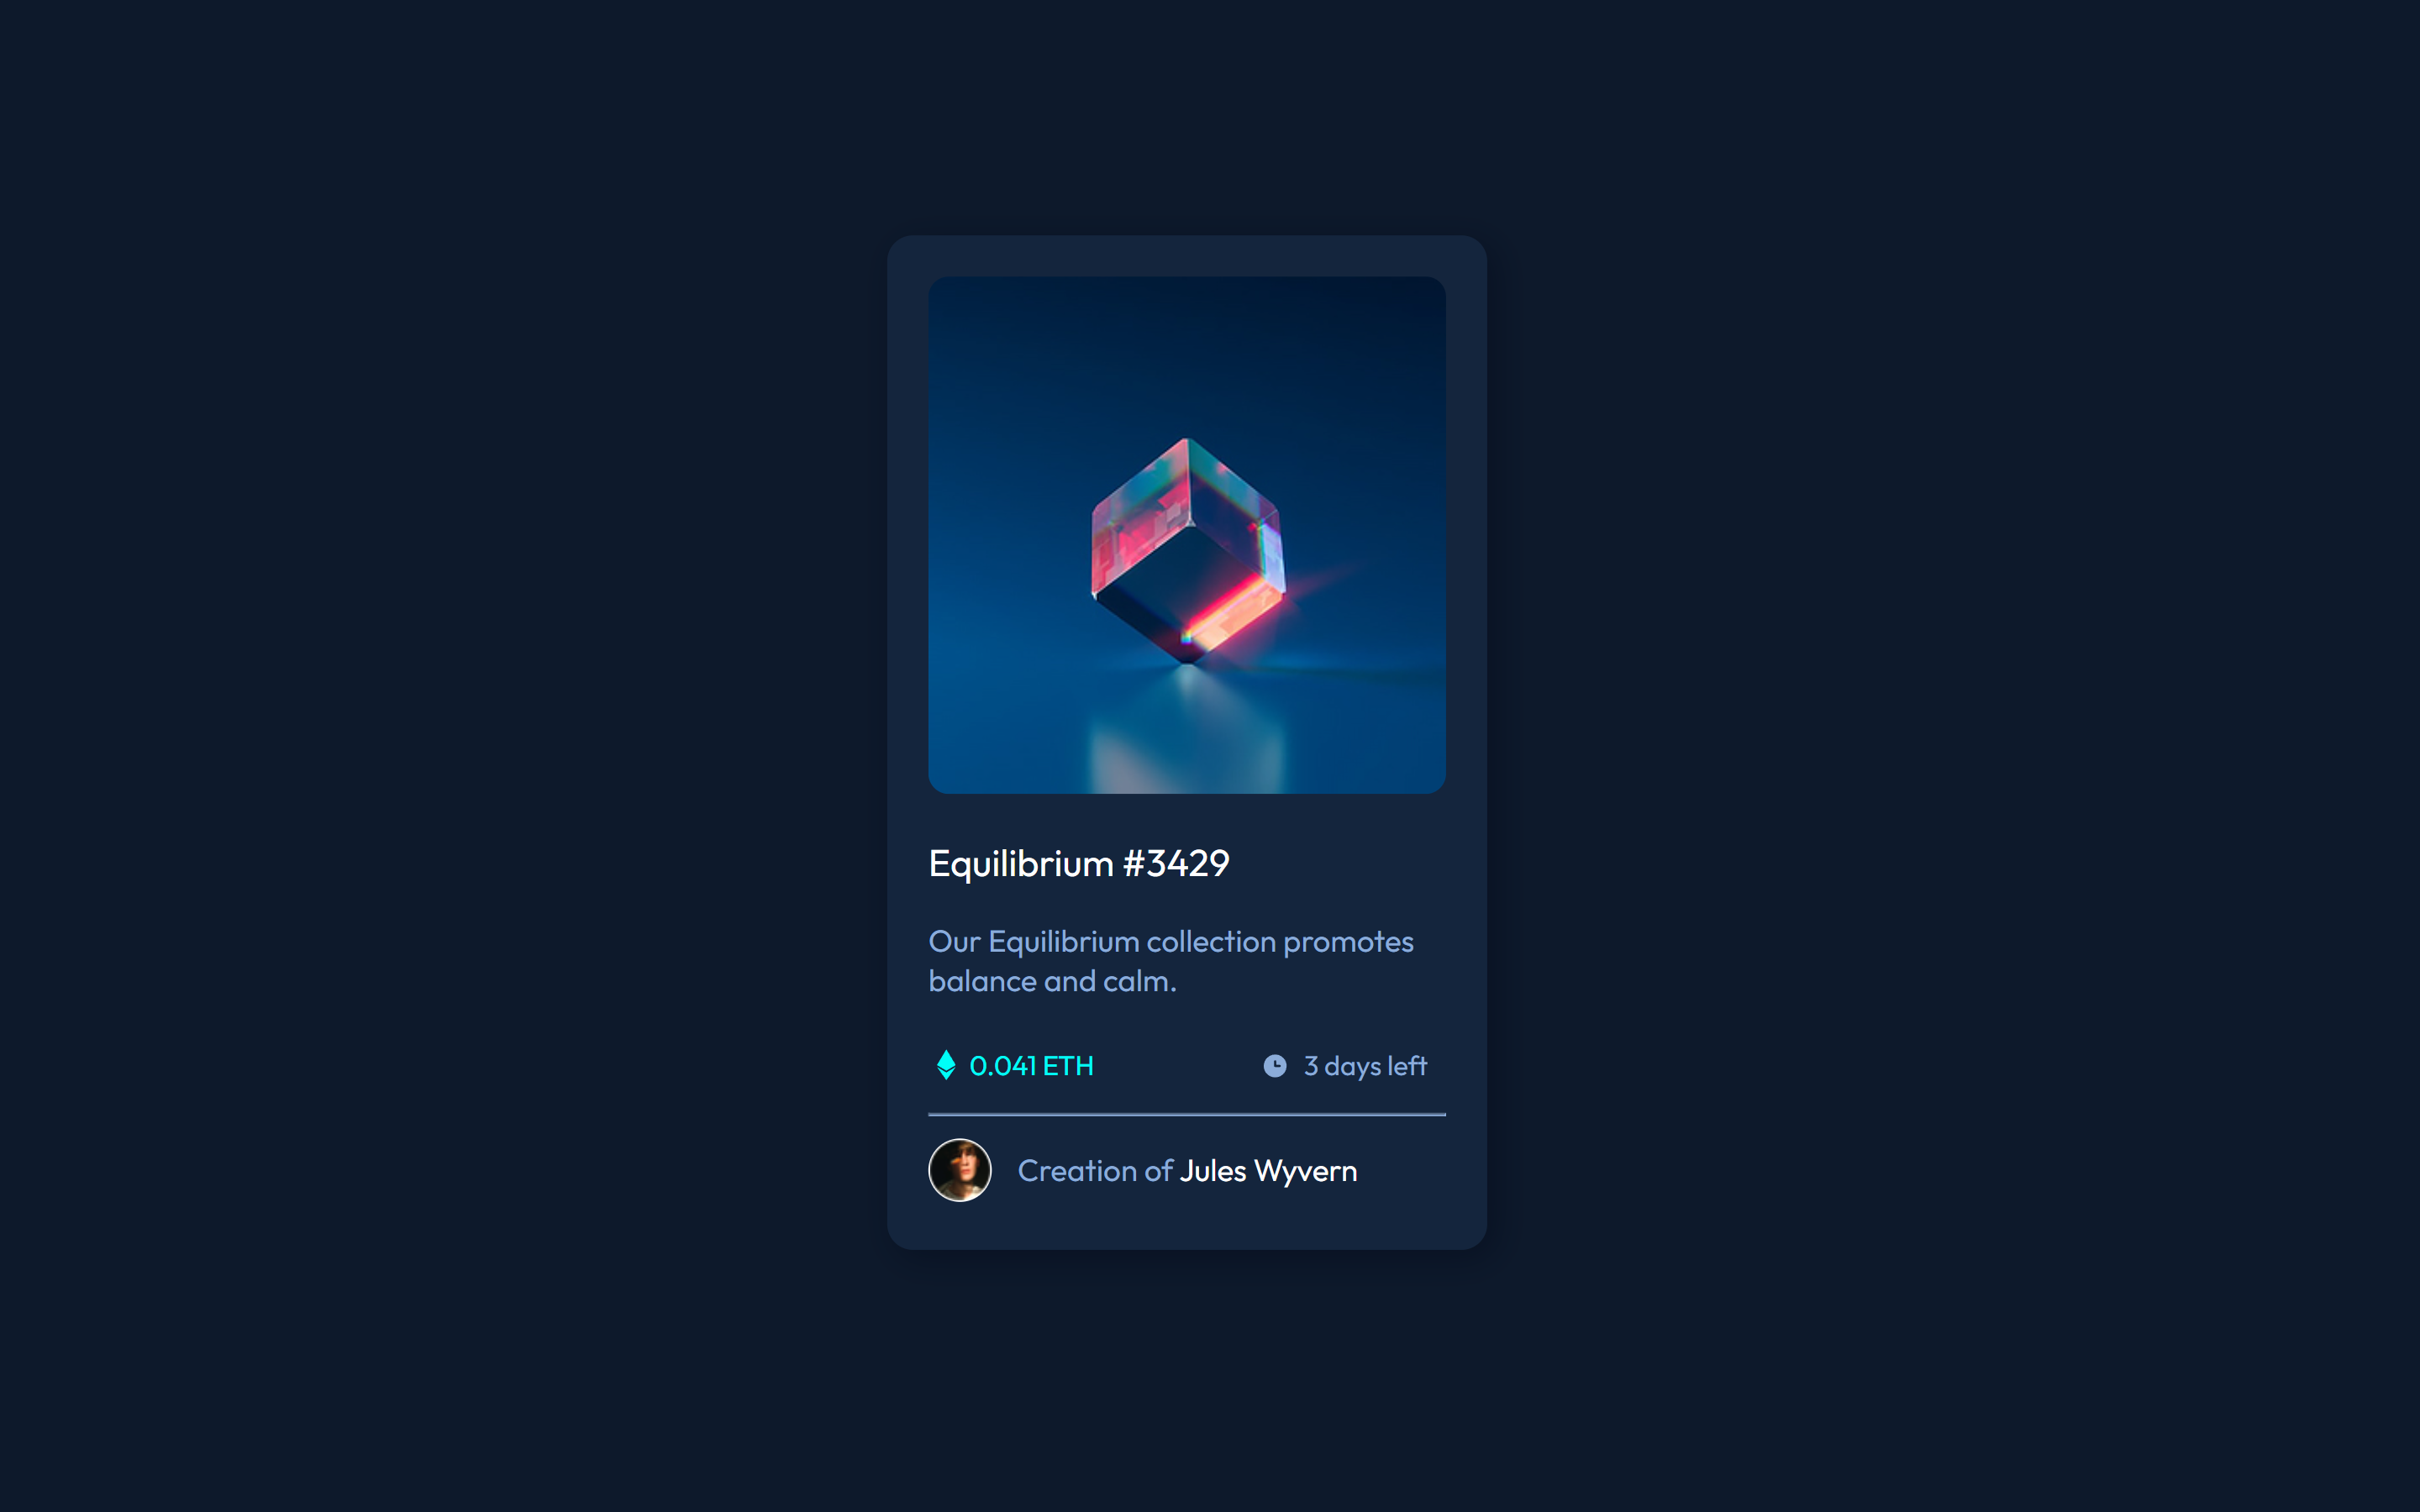 Equilibrium #3429
Our Equilibrium collection promotes
balance and calm.
0.041 ETH
3 days left
Creation of Jules Wyvern